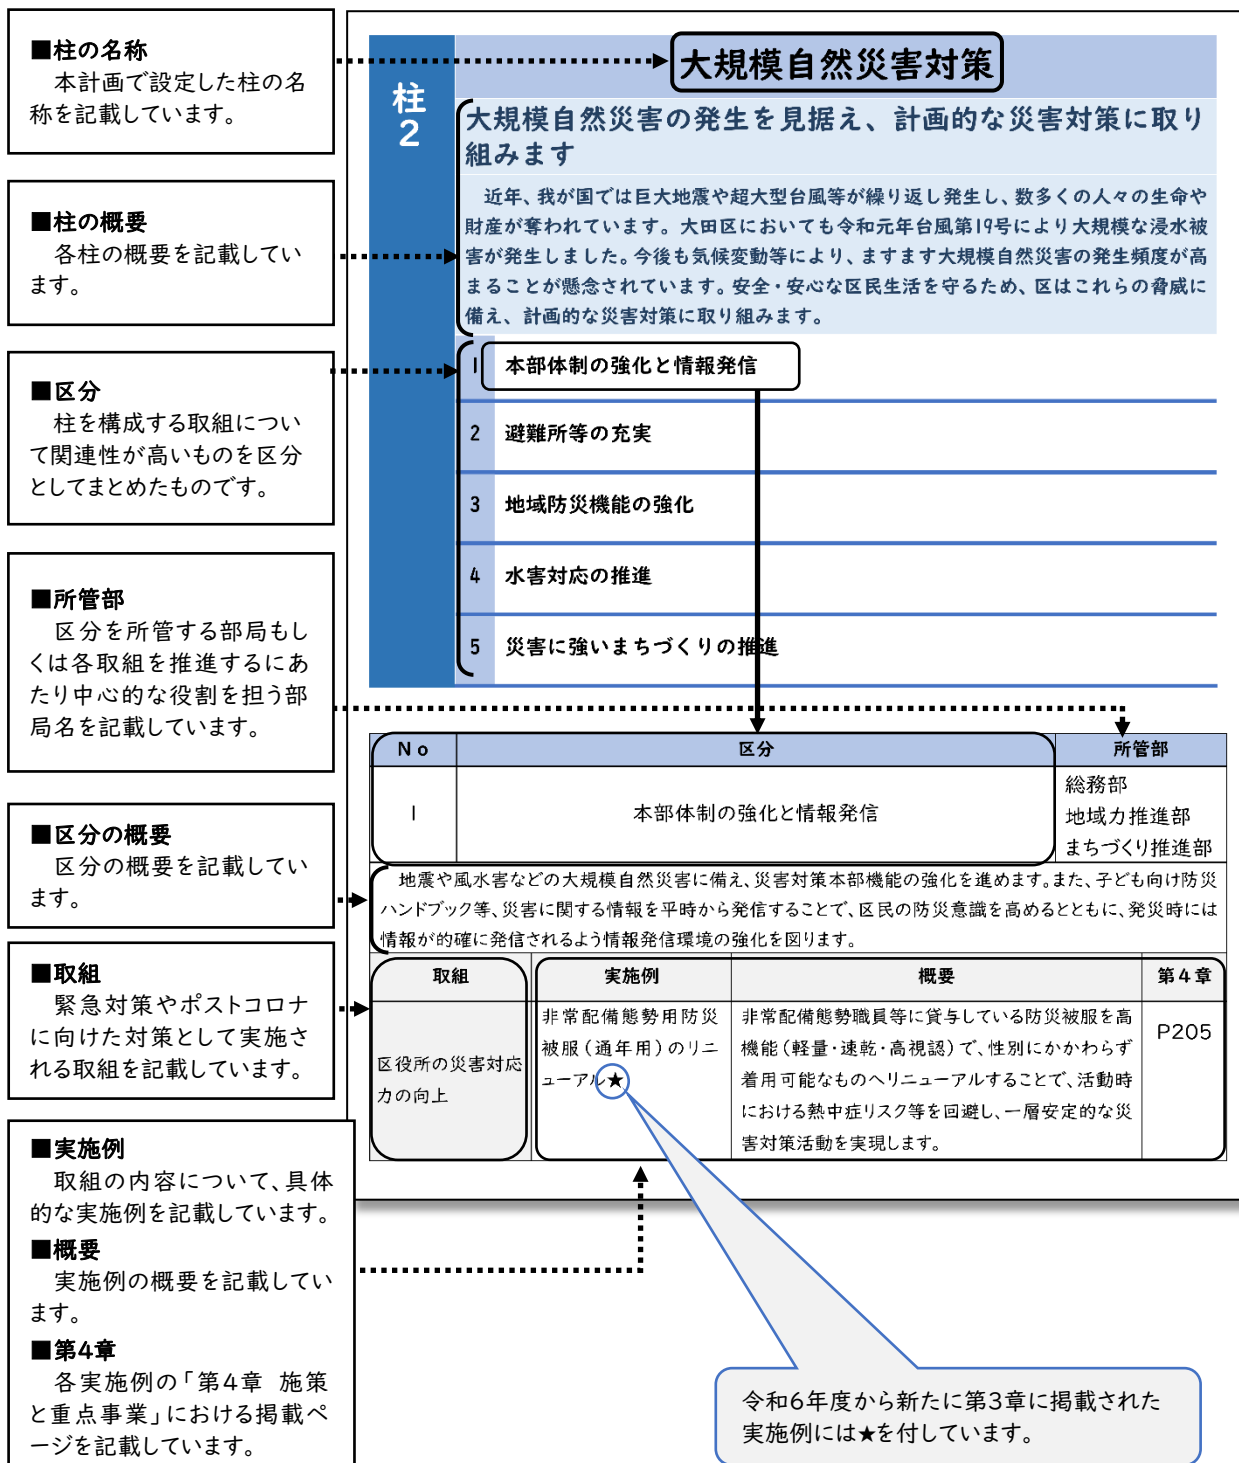 ■柱の名称
本計画で設定した柱の名
称を記載しています。
■柱の概要
各柱の概要を記載してい
ます。
■区分
柱を構成する取組につい
て関連性が高いものを区分
としてまとめたものです。
■所管部
区分を所管する部局もし
くは各取組を推進するにあ
たり中心的な役割を担う部
局名を記載しています。
■区分の概要
区分の概要を記載してい
ます。
■取組
緊急対策やポストコロナ
に向けた対策として実施さ
れる取組を記載しています。
■実施例
取組の内容について、具体
的な実施例を記載しています。
■概要
実施例の概要を記載してい
ます。
■第4章
各実施例の「第4章 施策
と重点事業」における掲載ペ
ージを記載しています。
柱
2
大規模自然災害対策
大規模自然災害の発生を見据え、計画的な災害対策に取り
組みます
近年、我が国では巨大地震や超大型台風等が繰り返し発生し、数多くの人々の生命や
財産が奪われています。大田区においても令和元年台風第19号により大規模な浸水被
害が発生しました。今後も気候変動等により、ますます大規模自然災害の発生頻度が高
まることが懸念されています。安全・安心な区民生活を守るため、区はこれらの脅威に
備え、計画的な災害対策に取り組みます。
1 本部体制の強化と情報発信
2 避難所等の充実
3 地域防災機能の強化
4 水害対応の推進
5 災害に強いまちづくりの推進
No 区分 所管部
1 本部体制の強化と情報発信
総務部
地域力推進部
まちづくり推進部
地震や風水害などの大規模自然災害に備え、災害対策本部機能の強化を進めます。また、子ども向け防災
ハンドブック等、災害に関する情報を平時から発信することで、区民の防災意識を高めるとともに、発災時には
情報が的確に発信されるよう情報発信環境の強化を図ります。
取組 実施例 概要 第4章
区役所の災害対応
力の向上
非常配備態勢用防災
被服（通年用）のリニ
ューアル★
非常配備態勢職員等に貸与している防災被服を高
機能（軽量・速乾・高視認）で、性別にかかわらず
着用可能なものへリニューアルすることで、活動時
における熱中症リスク等を回避し、一層安定的な災
害対策活動を実現します。
P205
令和6年度から新たに第3章に掲載された
実施例には★を付しています。